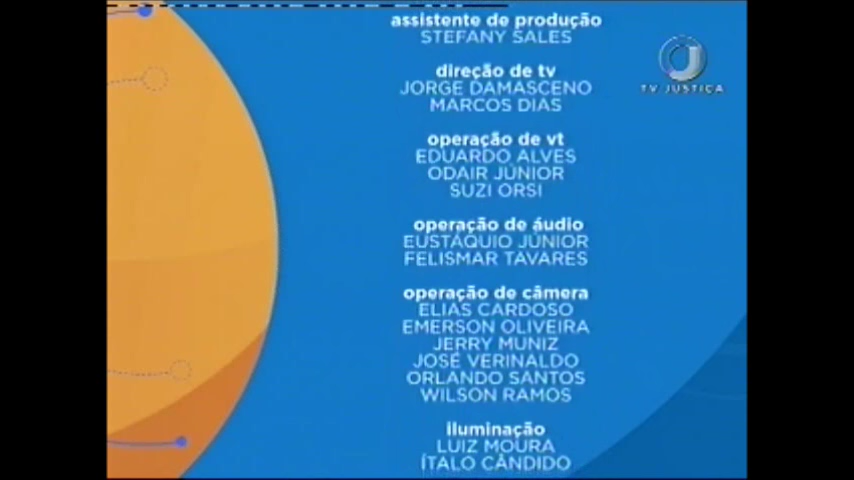 assistente de produção
STEFANY SALES
direção de tv
JORGE DAMASCENO
MARCOS DIAS
operação de vt
EDUARDO ALVES
ODAIR JÚNIOR
SUZI ORSI
operação de áudio
EUSTÁQUIO JÚNIOR
FELISMAR TAVARES
operação de câmera
ELIAS CARDOSO
EMERSON OLIVEIRA
JERRY MUNIZ
JOSÉ VERINALDO
ORLANDO SANTOS
WILSON RAMOS
iluminação
LUIZ MOURA
ÍTALO CÂNDIDO
TV JUSTIÇA